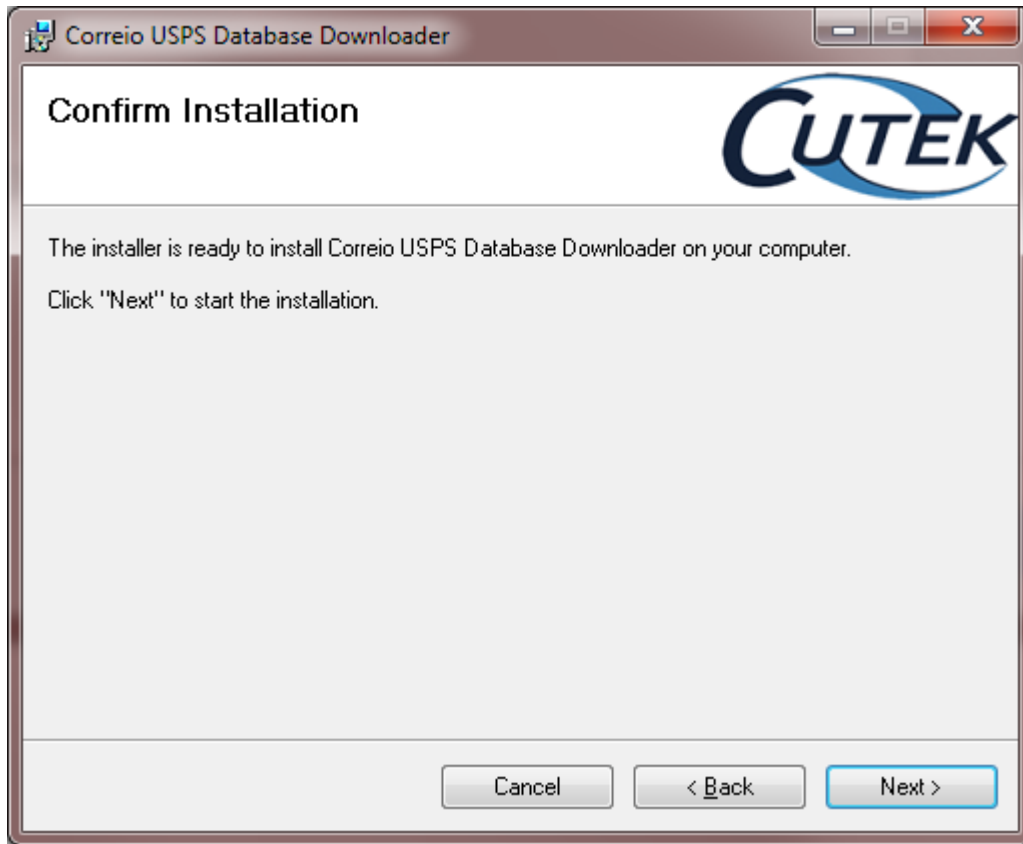 Correio USPS Database Downloader
Confirm Installation
CUTEK
The installer is ready to install Correio USPS Database Downloader on your computer.
Click "Next" to start the installation.
Cancel
< Back
Next >